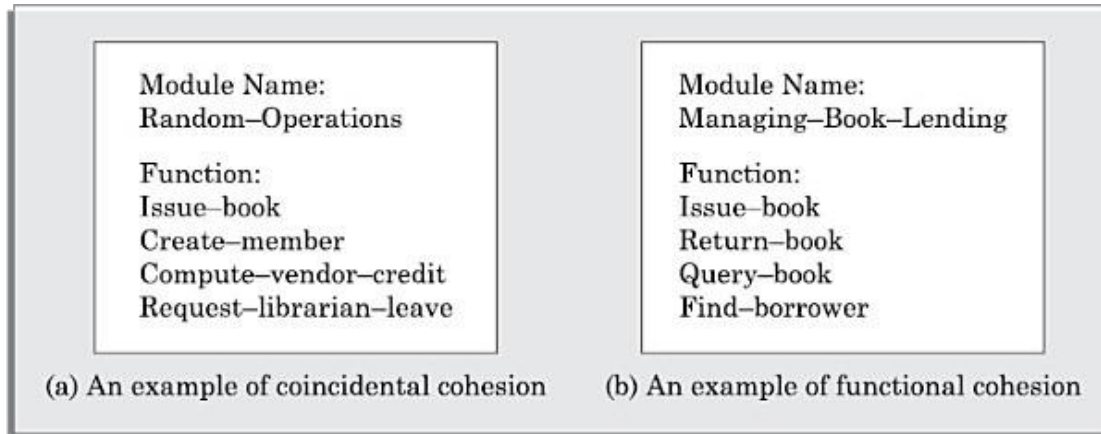 Module Name:
Random–Operations
Function:
Issue–book
Create–member
Compute–vendor–credit
Request–librarian–leave
(a) An example of coincidental cohesion
Module Name:
Managing–Book–Lending
Function:
Issue–book
Return–book
Query–book
Find–borrower
(b) An example of functional cohesion